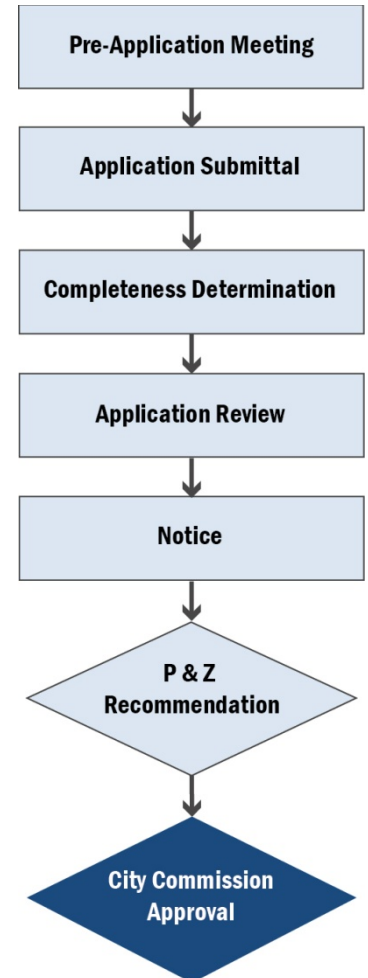 Pre-Application Meeting
Application Submittal
Completeness Determination
Application Review
Notice
P & Z
Recommendation
City Commission
Approval